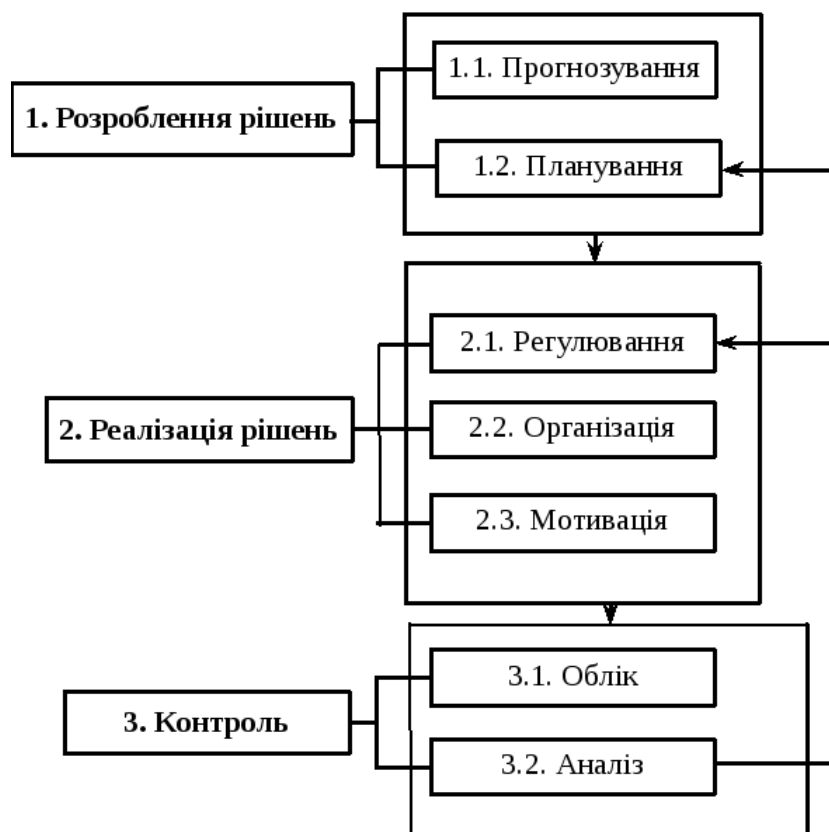 1. Розроблення рішень
1.1. Прогнозування
1.2. Планування
2. Реалізація рішень
2.1. Регулювання
2.2. Організація
2.3. Мотивація
3. Контроль
3.1. Облік
3.2. Аналіз